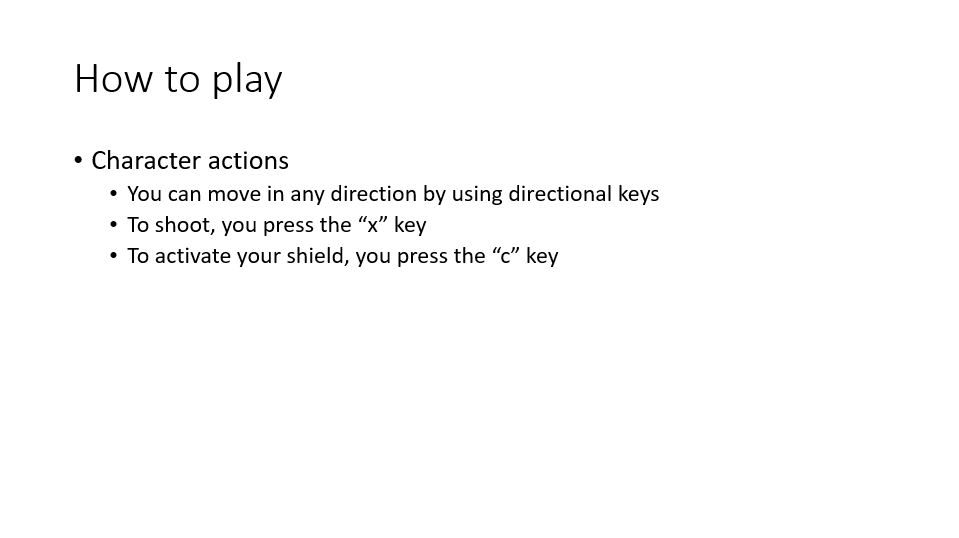 How to play
• Character actions
• You can move in any direction by using directional keys
• To shoot, you press the “x” key
• To activate your shield, you press the “c” key